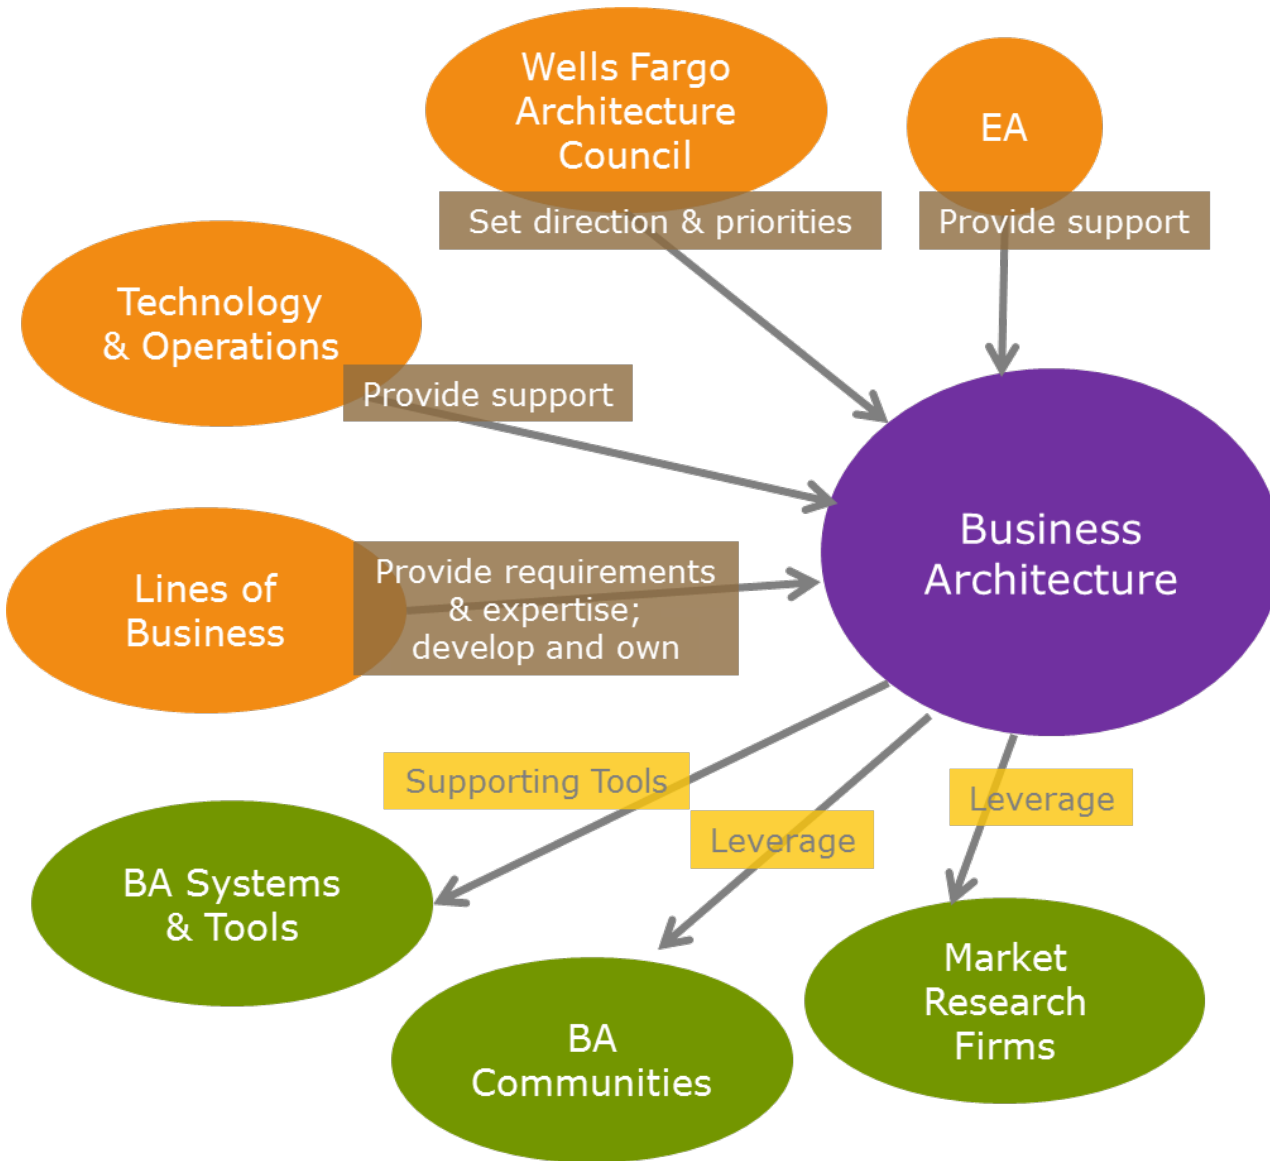 Wells Fargo
Architecture
Council
EA
Set direction & priorities
Provide support
Technology
& Operations
Provide support
Business
Architecture
Lines of
Business
Provide requirements
& expertise;
develop and own
Supporting Tools
Leverage
Leverage
BA Systems
& Tools
BA
Communities
Market
Research
Firms